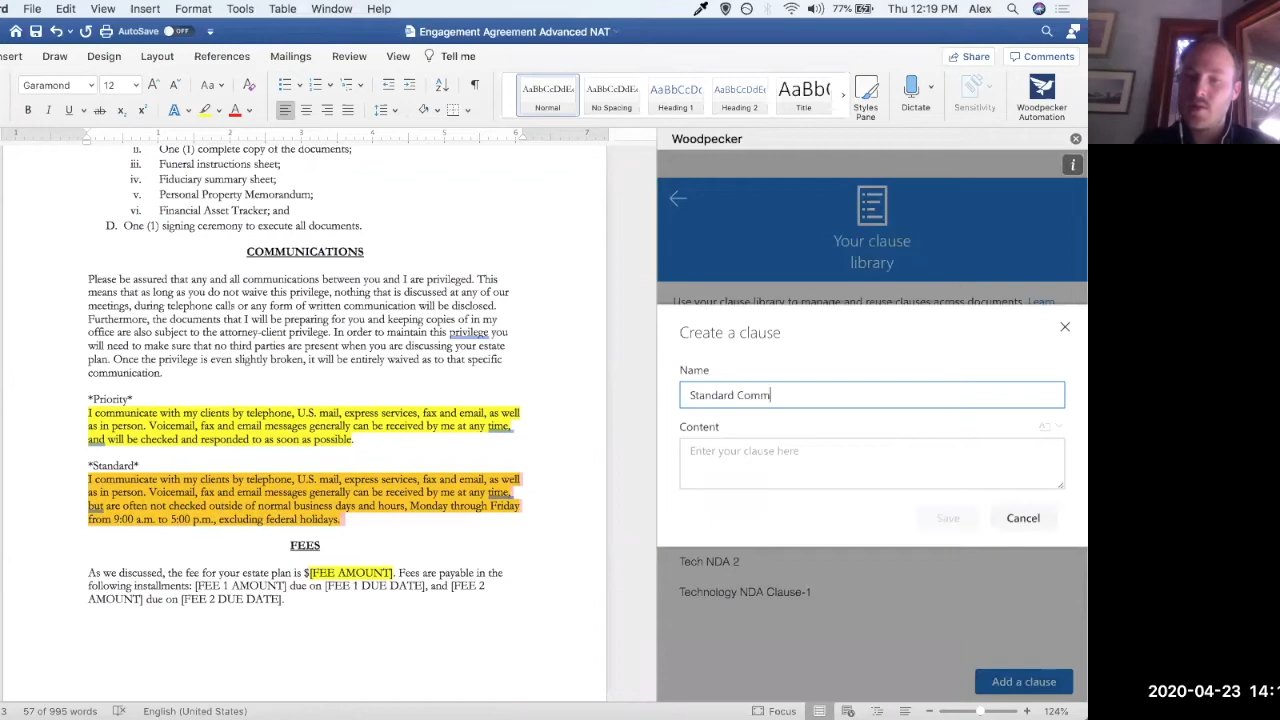 File Edit View Insert Format Tools Table Window Help 77% Thu 12:19 PM Alex
AutoSave OFF Engagement Agreement Advanced NAT
nsert Draw Design Layout References Mailings Review View Tell me Share Comments
Garamond 12
AaBbCcDdEe AaBbCcDdEe AaBbCcDc AaBbCcDdEe AaBb(
Normal No Spacing Heading 1 Heading 2 Title Styles Pane Dictate Sensitivity Woodpecker Automation
1 1 2 3 4 5 6 7
ii. One (1) complete copy of the documents;
iii. Funeral instructions sheet;
iv. Fiduciary summary sheet;
v. Personal Property Memorandum;
vi. Financial Asset Tracker; and
D. One (1) signing ceremony to execute all documents.
COMMUNICATIONS
Please be assured that any and all communications between you and I are privileged. This
means that as long as you do not waive this privilege, nothing that is discussed at any of our
meetings, during telephone calls or any form of written communication will be disclosed.
Furthermore, the documents that I will be preparing for you and keeping copies of in my
office are also subject to the attorney-client privilege. In order to maintain this privilege you
will need to make sure that no third parties are present when you are discussing your estate
plan. Once the privilege is even slightly broken, it will be entirely waived as to that specific
communication.
*Priority*
I communicate with my clients by telephone, U.S. mail, express services, fax and email, as well
as in person. Voicemail, fax and email messages generally can be received by me at any time,
and will be checked and responded to as soon as possible.
*Standard*
I communicate with my clients by telephone, U.S. mail, express services, fax and email, as well
as in person. Voicemail, fax and email messages generally can be received by me at any time,
but are often not checked outside of normal business days and hours, Monday through Friday
from 9:00 a.m. to 5:00 p.m., excluding federal holidays.
FEES
As we discussed, the fee for your estate plan is $[FEE AMOUNT]. Fees are payable in the
following installments: [FEE 1 AMOUNT] due on [FEE 1 DUE DATE], and [FEE 2
AMOUNT] due on [FEE 2 DUE DATE].
Woodpecker
i
Your clause
library
Use your clause library to manage and reuse clauses across documents. Learn
Create a clause
Name
Standard Comm
Content
Enter your clause here
Save Cancel
Tech NDA 2
Technology NDA Clause-1
Add a clause
3 57 of 995 words English (United States) Focus 124%
2020-04-23 14:1